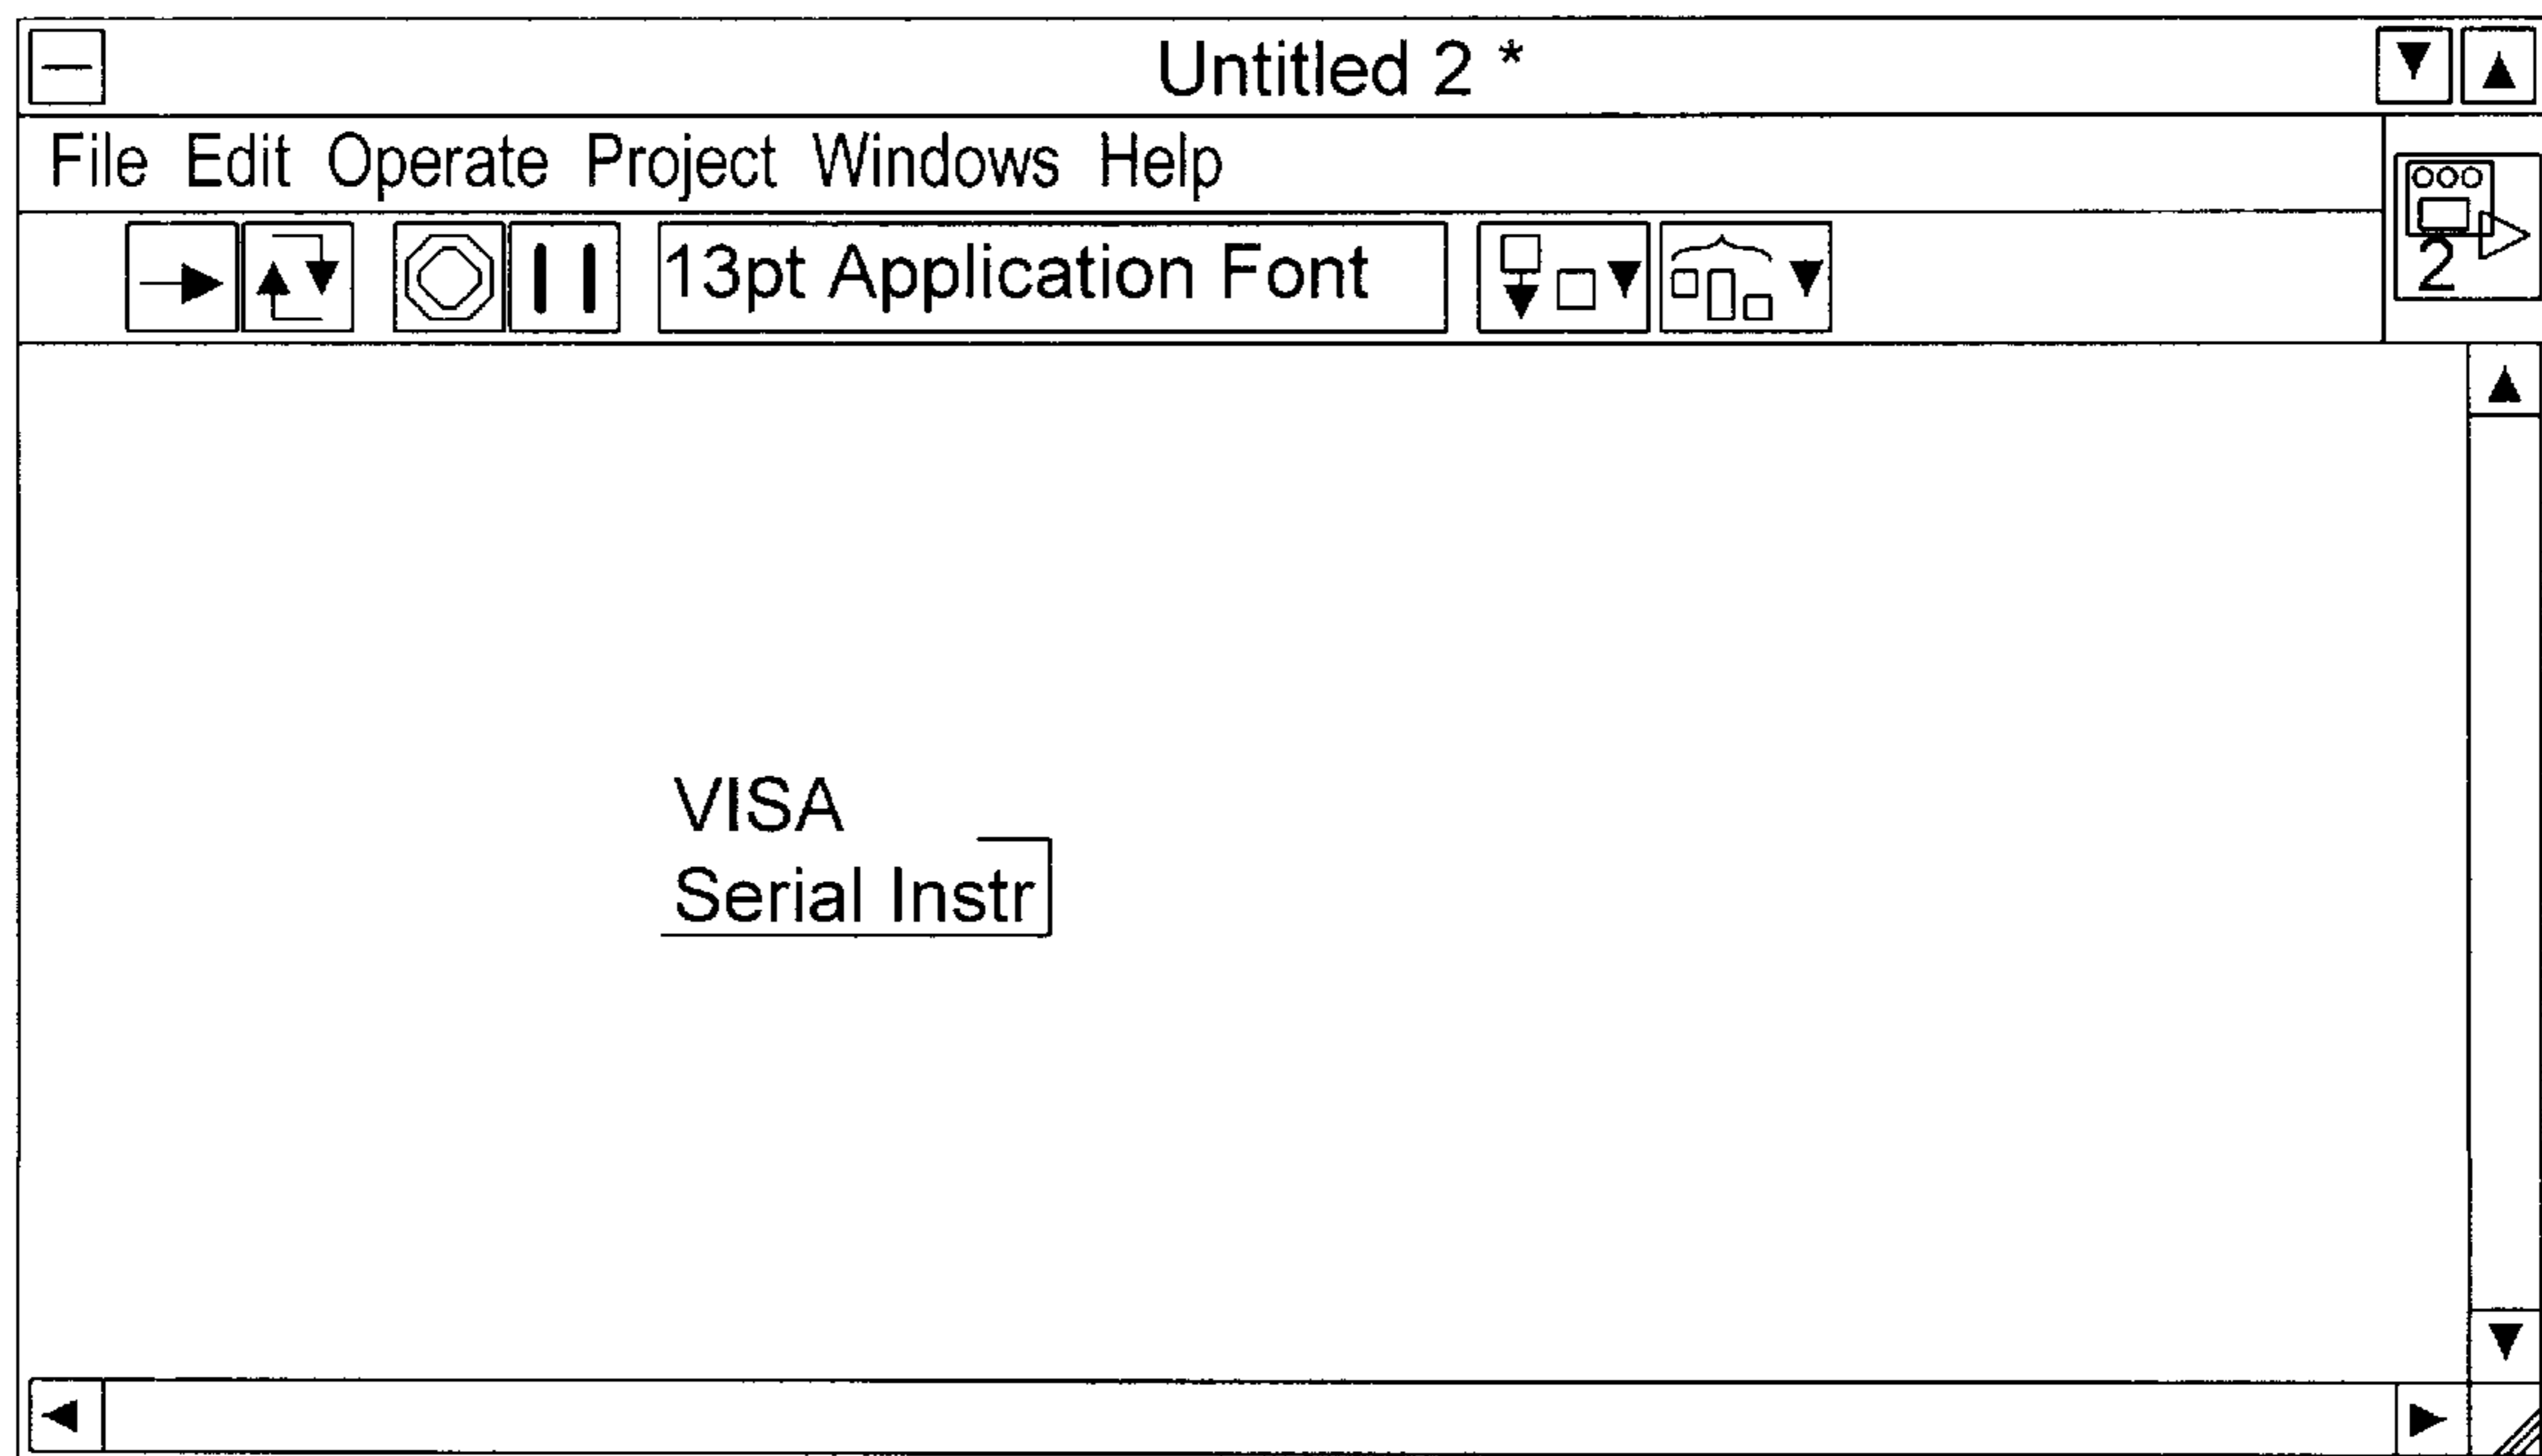 Untitled 2 *
File Edit Operate Project Windows Help
13pt Application Font
2
VISA
Serial Instr